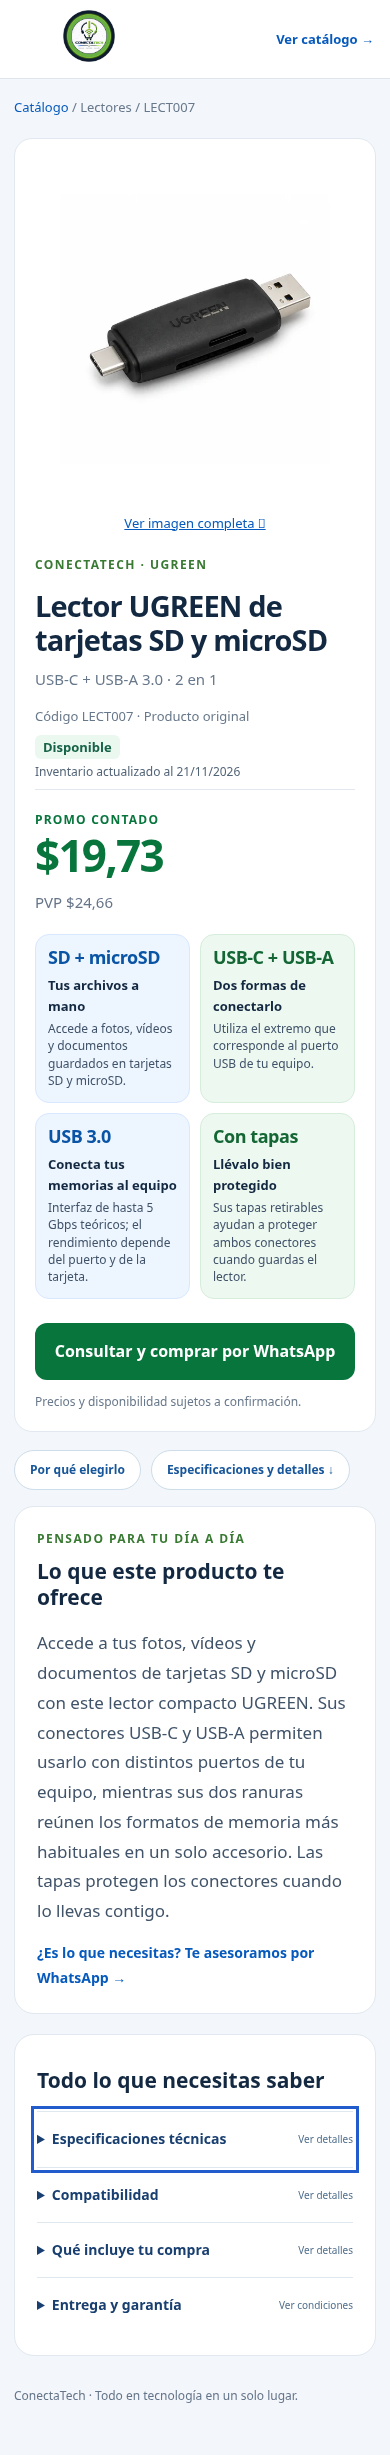 CONECTATECH
Ver catálogo →
Catálogo / Lectores / LECT007
UGREEN
Ver imagen completa
CONECTATECH · UGREEN
Lector UGREEN de
tarjetas SD y microSD
USB-C + USB-A 3.0 · 2 en 1
Código LECT007 · Producto original
Disponible
Inventario actualizado al 21/11/2026
PROMO CONTADO
$19,73
PVP $24,66
SD + microSD
Tus archivos a
mano
Accede a fotos, vídeos
y documentos
guardados en tarjetas
SD y microSD.
USB-C + USB-A
Dos formas de
conectarlo
Utiliza el extremo que
corresponde al puerto
USB de tu equipo.
USB 3.0
Conecta tus
memorias al equipo
Interfaz de hasta 5
Gbps teóricos; el
rendimiento depende
del puerto y de la
tarjeta.
Con tapas
Llévalo bien
protegido
Sus tapas retirables
ayudan a proteger
ambos conectores
cuando guardas el
lector.
Consultar y comprar por WhatsApp
Precios y disponibilidad sujetos a confirmación.
Por qué elegirlo
Especificaciones y detalles ↓
PENSADO PARA TU DÍA A DÍA
Lo que este producto te
ofrece
Accede a tus fotos, vídeos y
documentos de tarjetas SD y microSD
con este lector compacto UGREEN. Sus
conectores USB-C y USB-A permiten
usarlo con distintos puertos de tu
equipo, mientras sus dos ranuras
reúnen los formatos de memoria más
habituales en un solo accesorio. Las
tapas protegen los conectores cuando
lo llevas contigo.
¿Es lo que necesitas? Te asesoramos por
WhatsApp →
Todo lo que necesitas saber
▶ Especificaciones técnicas Ver detalles
▶ Compatibilidad Ver detalles
▶ Qué incluye tu compra Ver detalles
▶ Entrega y garantía Ver condiciones
ConectaTech · Todo en tecnología en un solo lugar.